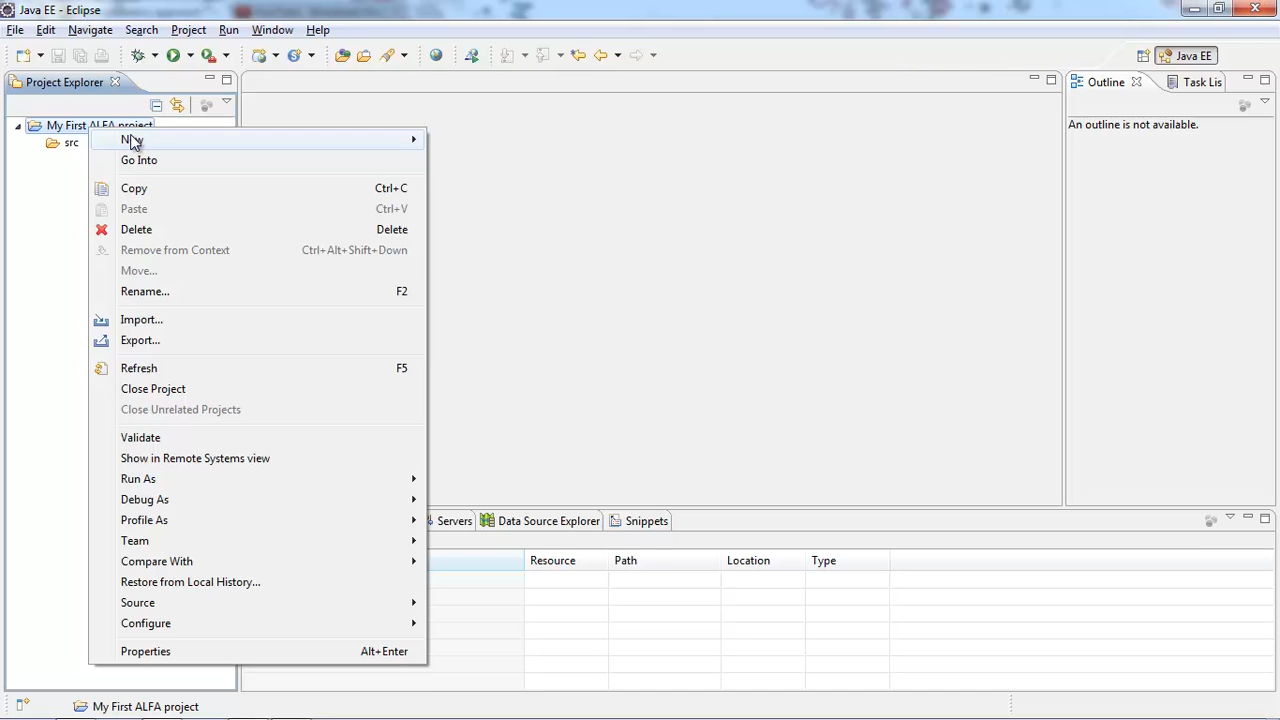 Java EE - Eclipse
File Edit Navigate Search Project Run Window Help
Java EE
Project Explorer
Outline Task Lis
My First ALFA project
An outline is not available.
src
Go Into
Copy Ctrl+C
Paste Ctrl+V
Delete Delete
Remove from Context Ctrl+Alt+Shift+Down
Move...
Rename... F2
Import...
Export...
Refresh F5
Close Project
Close Unrelated Projects
Validate
Show in Remote Systems view
Run As
Debug As
Profile As
Team
Compare With
Restore from Local History...
Source
Configure
Properties Alt+Enter
Servers Data Source Explorer Snippets
Resource Path Location Type
My First ALFA project